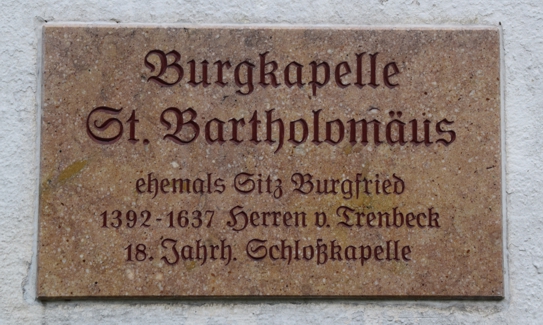 Burgkapelle
St. Bartholomäus
ehemals Sitz Burgfried
1392-1637 Herren v. Trenbeck
18. Jahrh. Schloßkapelle